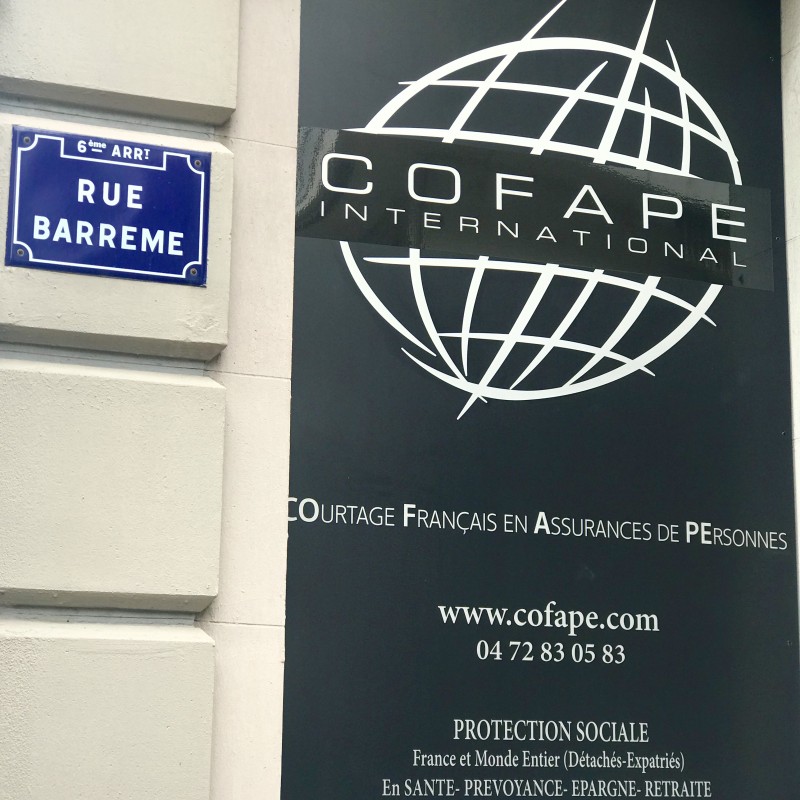 6ème ARRT
RUE
BARREME
COFAPE
INTERNATIONAL
COURTAGE FRANÇAIS EN ASSURANCES DE PERSONNES
www.cofape.com
04 72 83 05 83
PROTECTION SOCIALE
France et Monde Entier (Détachés-Expatriés)
En SANTE- PREVOYANCE- EPARGNE- RETRAITE